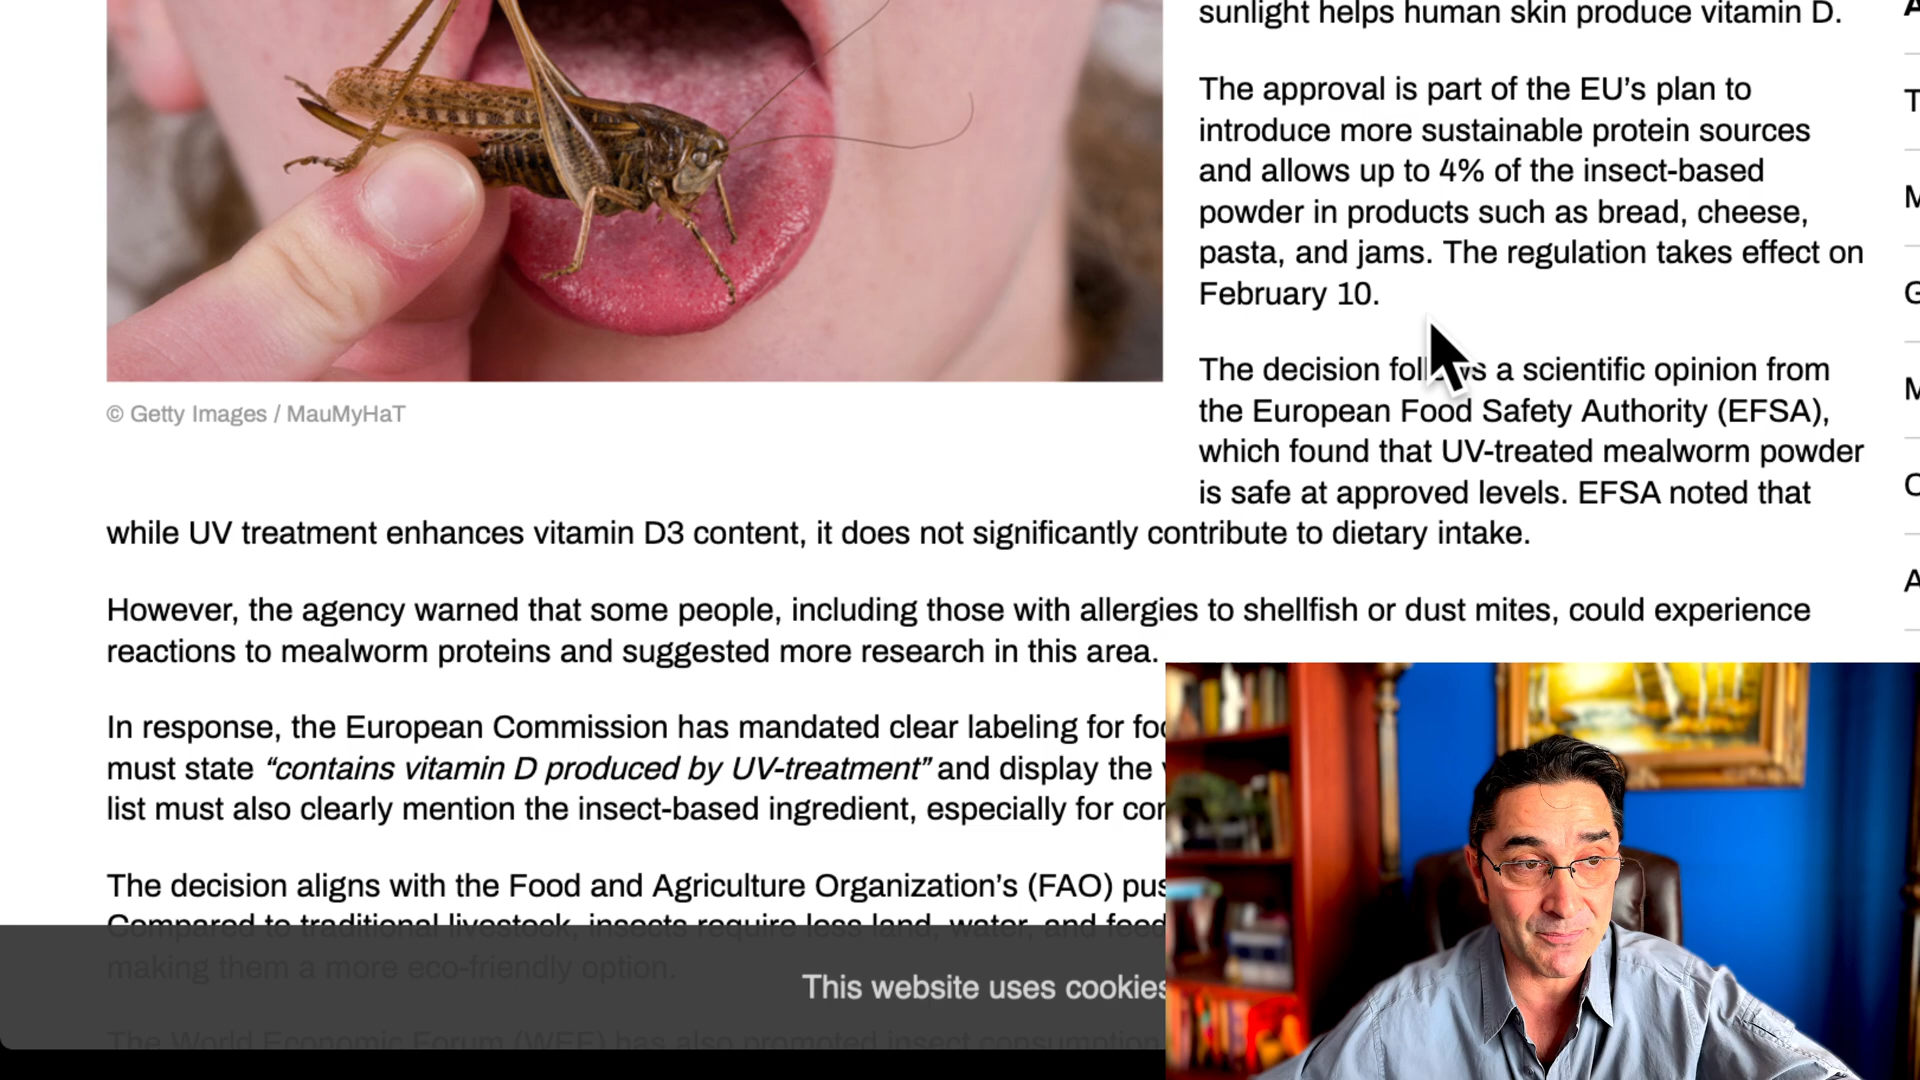 sunlight helps human skin produce vitamin D.
The approval is part of the EU’s plan to
introduce more sustainable protein sources
and allows up to 4% of the insect-based
powder in products such as bread, cheese,
pasta, and jams. The regulation takes effect on
February 10.
© Getty Images / MauMyHaT
The decision follows a scientific opinion from
the European Food Safety Authority (EFSA),
which found that UV-treated mealworm powder
is safe at approved levels. EFSA noted that
while UV treatment enhances vitamin D3 content, it does not significantly contribute to dietary intake.
However, the agency warned that some people, including those with allergies to shellfish or dust mites, could experience
reactions to mealworm proteins and suggested more research in this area.
In response, the European Commission has mandated clear labeling for
must state “contains vitamin D produced by UV-treatment” and display the
list must also clearly mention the insect-based ingredient, especially for
The decision aligns with the Food and Agriculture Organization’s (FAO)
Compared to traditional livestock, insects require less land, water, and feed
making them a more eco-friendly option.
This website uses cookies
The World Economic Forum (WEF) has also promoted insect consumption